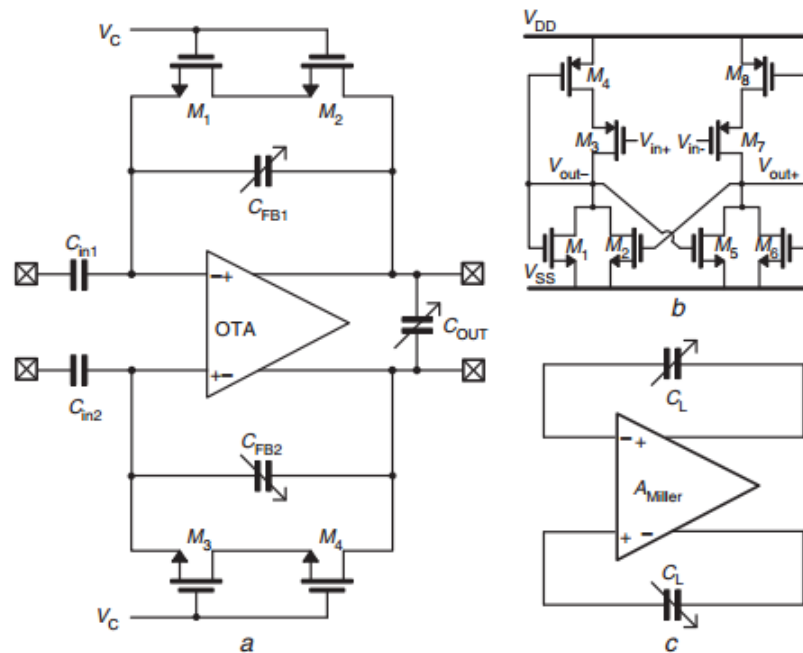 V_C
M_1
M_2
C_FB1
C_in1
− +
OTA
+ −
C_OUT
C_in2
C_FB2
M_3
M_4
V_C
a
V_DD
M_4
M_8
M_3
V_in+
V_in-
M_7
V_out−
V_out+
M_1
M_2
M_5
M_6
V_SS
b
C_L
− +
A_Miller
+ −
C_L
c